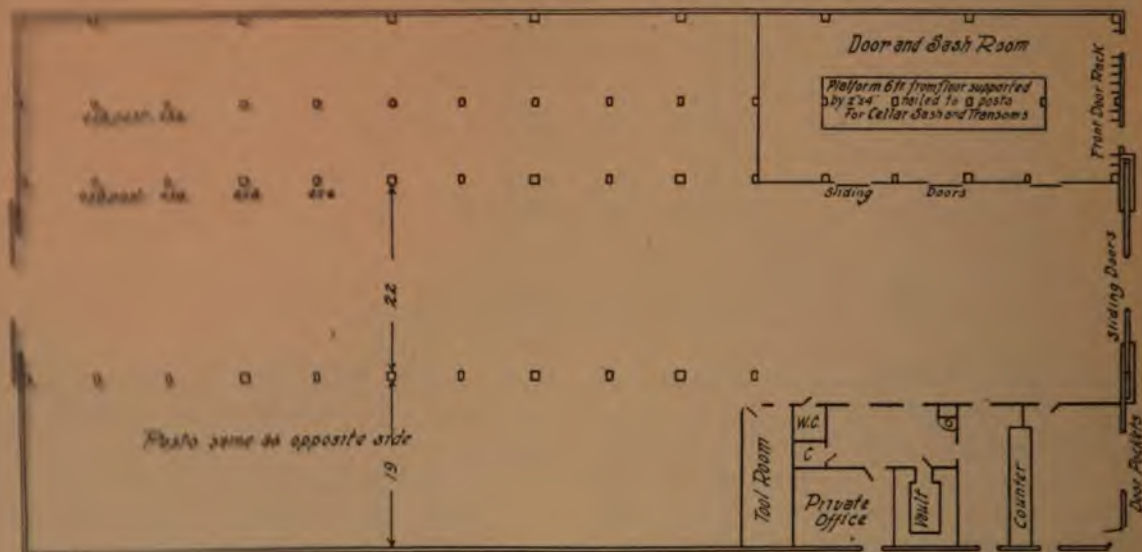 Door and Sash Room
Platform 6ft from floor supported
by 2"x4" nailed to posts
For Cellar Sash and Transoms
Front Door Rack
Sliding Doors
Sliding Doors
22
19
Posts same as opposite side
Tool Room
W.C.
C
Private
Office
Vault
Counter
Door Pockets